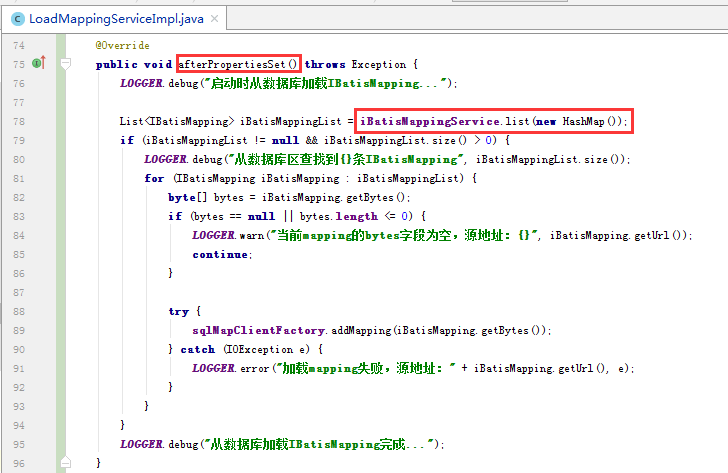 LoadMappingServiceImpl.java ×
74 @Override
75 public void afterPropertiesSet() throws Exception {
76 LOGGER.debug("启动时从数据库加载IBatisMapping...");
77
78 List<IBatisMapping> iBatisMappingList = iBatisMappingService.list(new HashMap());
79 if (iBatisMappingList != null && iBatisMappingList.size() > 0) {
80 LOGGER.debug("从数据库区查找到{}条IBatisMapping", iBatisMappingList.size());
81 for (IBatisMapping iBatisMapping : iBatisMappingList) {
82 byte[] bytes = iBatisMapping.getBytes();
83 if (bytes == null || bytes.length <= 0) {
84 LOGGER.warn("当前mapping的bytes字段为空，源地址：{}", iBatisMapping.getUrl());
85 continue;
86 }
87
88 try {
89 sqlMapClientFactory.addMapping(iBatisMapping.getBytes());
90 } catch (IOException e) {
91 LOGGER.error("加载mapping失败，源地址：" + iBatisMapping.getUrl(), e);
92 }
93 }
94 }
95 LOGGER.debug("从数据库加载IBatisMapping完成...");
96 }